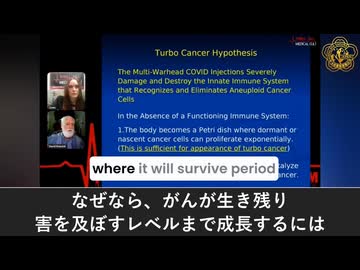 MEDICAL
Turbo Cancer Hypothesis
The Multi-Warhead COVID Injections Severely
Damage and Destroy the Innate Immune System
that Recognizes and Eliminates Aneuploid Cancer
Cells
In the Absence of a Functioning Immune System:
1.The body becomes a Petri dish where dormant or
nascent cancer cells can proliferate exponentially.
(This is sufficient for appearance of turbo cancer)
where it will survive period
なぜなら、がんが生き残り
害を及ぼすレベルまで成長するには